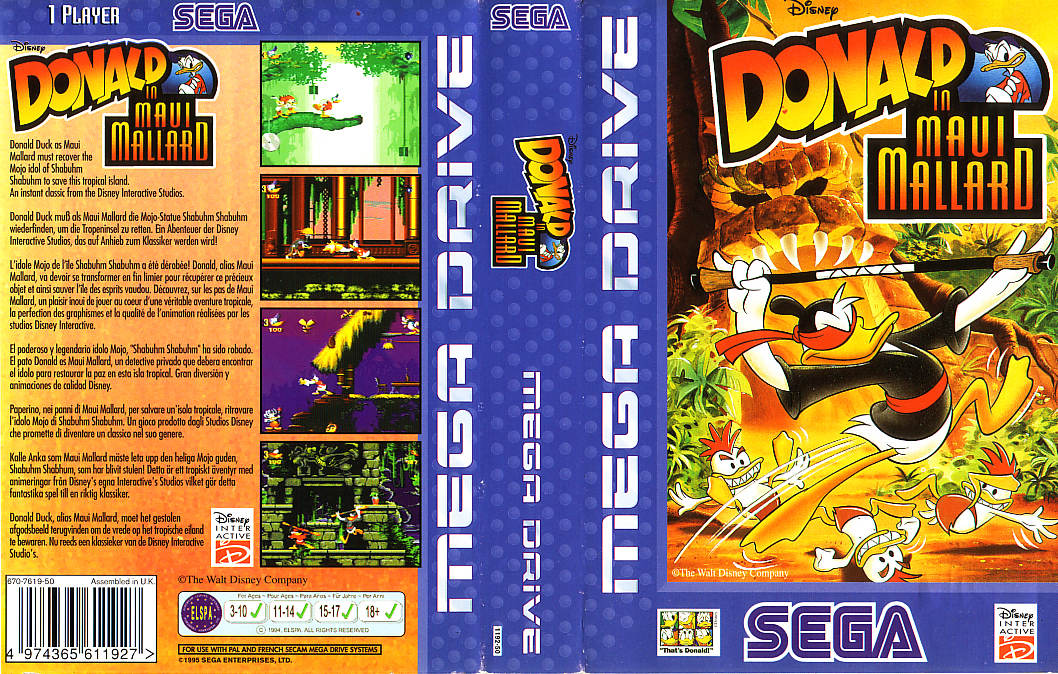 1 PLAYER
SEGA
Disney
DONALD
in
MAUI
MALLARD
Donald Duck as Maui
Mallard must recover the
Mojo idol of Shabuhm
Shabuhm to save this tropical island.
An instant classic from the Disney Interactive Studios.
Donald Duck muß als Maui Mallard die Mojo-Statue Shabuhm Shabuhm
wiederfinden, um die Tropeninsel zu retten. Ein Abenteuer der Disney
Interactive Studios, das auf Anhieb zum Klassiker werden wird!
L'idole Mojo de l'île Shabuhm Shabuhm a été dérobée! Donald, alias Maui
Mallard, va devoir se transformer en fin limier pour récupérer ce précieux
objet et ainsi sauver l'île des esprits vaudou. Découvrez, sur les pas de Maui
Mallard, un plaisir inoui de jouer au coeur d'une véritable aventure tropicale,
la perfection des graphismes et la qualité de l'animation réalisées par les
studios Disney Interactive.
El poderoso y legendario idolo Mojo, "Shabuhm Shabuhm" ha sido robado.
El pato Donald es Maui Mallard, un detective privado que debera encontrar
el idolo para restaurar la paz en esta isla tropical. Gran diversión y
animaciones de calidad Disney.
Paperino, nei panni di Maui Mallard, per salvare un'isola tropicale, ritrovare
l'idolo Mojo di Shabuhm Shabuhm. Un gioco prodotto dagli Studios Disney
che promette di diventare un classico nel suo genere.
Kalle Anka som Maui Mallard måste leta upp den heliga Mojo guden,
Shabuhm Shabhum, som har blivit stulen! Detta är ett tropiskt äventyr med
animeringar från Disney's egna Interactive's Studios vilket gör detta
fantastika spel till en riktig klassiker.
Donald Duck, alias Maui Mallard, moet het gestolen
afgodsbeeld terugvinden om de vrede op het tropische eiland
te bewaren. Nu reeds een klassieker van de Disney Interactive
Studio's.
Disney
INTER
ACTIVE
D
670-7619-50 Assembled in U.K.
4 974365 611927 >
©The Walt Disney Company
For Ages - Pour Ages - Para Años - Für Jahre - Per Anni
ELSPA
3-10 11-14 15-17 18+
© 1994, ELSPA. ALL RIGHTS RESERVED
FOR USE WITH PAL AND FRENCH SECAM MEGA DRIVE SYSTEMS
©1995 SEGA ENTERPRISES, LTD.
MEGA DRIVE
SEGA
Disney
DONALD
in
MAUI
MALLARD
MEGA DRIVE
1192-50
MEGA DRIVE
Disney
DONALD
in
MAUI
MALLARD
©The Walt Disney Company
"That's Donald!"
SEGA
Disney
INTER
ACTIVE
D